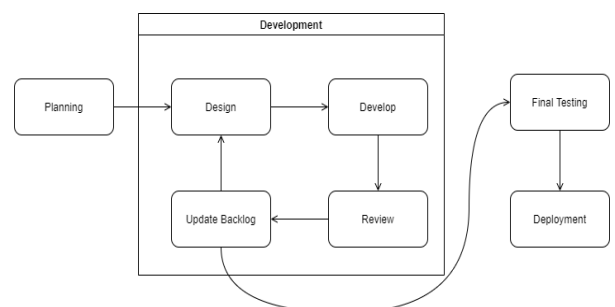 Development
Planning
Design
Develop
Final Testing
Update Backlog
Review
Deployment